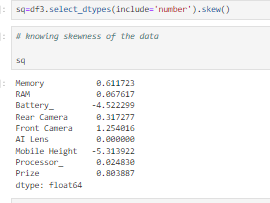 ]: sq=df3.select_dtypes(include='number').skew()
]: # knowing skewness of the data
sq
]: Memory 0.611723
RAM 0.067617
Battery_ -4.522299
Rear Camera 0.317277
Front Camera 1.254016
AI Lens 0.000000
Mobile Height -5.313922
Processor_ 0.024830
Prize 0.803887
dtype: float64